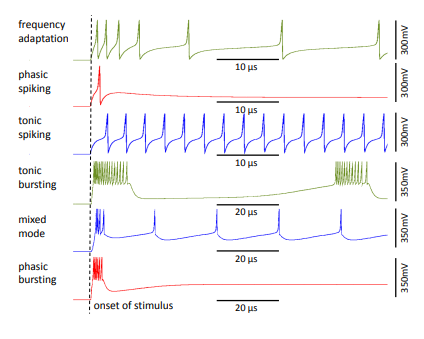 frequency
adaptation
300mV
10 µs
phasic
spiking
300mV
10 µs
tonic
spiking
300mV
10 µs
tonic
bursting
350mV
20 µs
mixed
mode
350mV
20 µs
phasic
bursting
350mV
onset of stimulus
20 µs